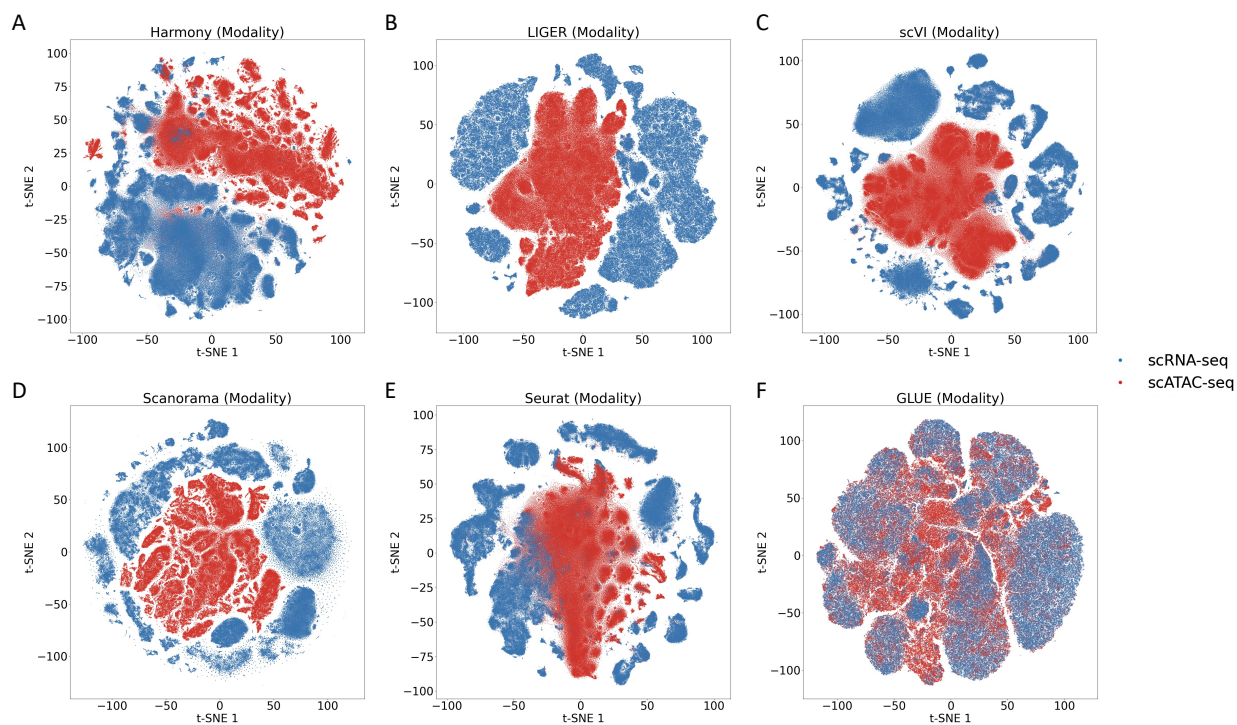 A
Harmony (Modality)
100
75
50
25
0
−25
−50
−75
−100
−100
−50
0
50
100
t-SNE 1
t-SNE 2
B
LIGER (Modality)
100
50
0
−50
−100
−100
−50
0
50
100
t-SNE 1
t-SNE 2
C
scVI (Modality)
100
50
0
−50
−100
−100
−50
0
50
100
t-SNE 1
t-SNE 2
scRNA-seq
scATAC-seq
D
Scanorama (Modality)
100
50
0
−50
−100
−100
−50
0
50
100
t-SNE 1
t-SNE 2
E
Seurat (Modality)
100
75
50
25
0
−25
−50
−75
−100
−100
−50
0
50
100
t-SNE 1
t-SNE 2
F
GLUE (Modality)
100
50
0
−50
−100
−100
−50
0
50
100
t-SNE 1
t-SNE 2